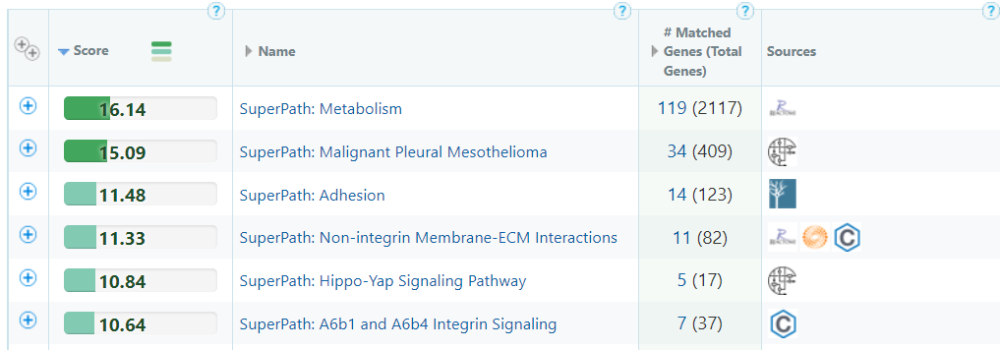 Score
Name
# Matched
Genes (Total
Genes)
Sources
16.14
SuperPath: Metabolism
119 (2117)
15.09
SuperPath: Malignant Pleural Mesothelioma
34 (409)
11.48
SuperPath: Adhesion
14 (123)
11.33
SuperPath: Non-integrin Membrane-ECM Interactions
11 (82)
10.84
SuperPath: Hippo-Yap Signaling Pathway
5 (17)
10.64
SuperPath: A6b1 and A6b4 Integrin Signaling
7 (37)